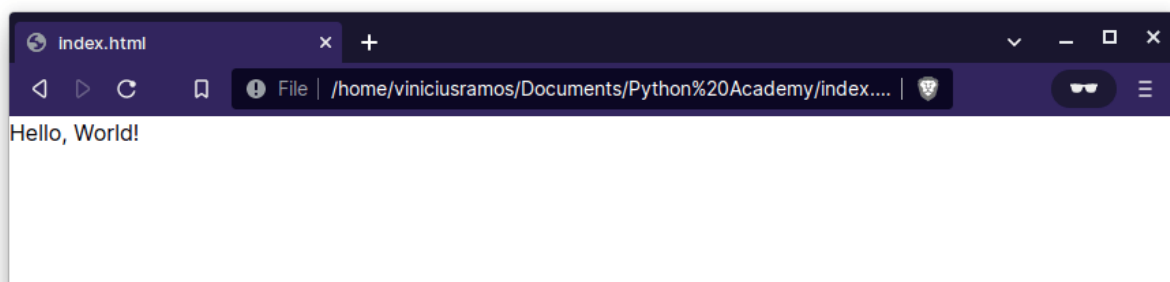 index.html
File /home/viniciusramos/Documents/Python%20Academy/index....
Hello, World!